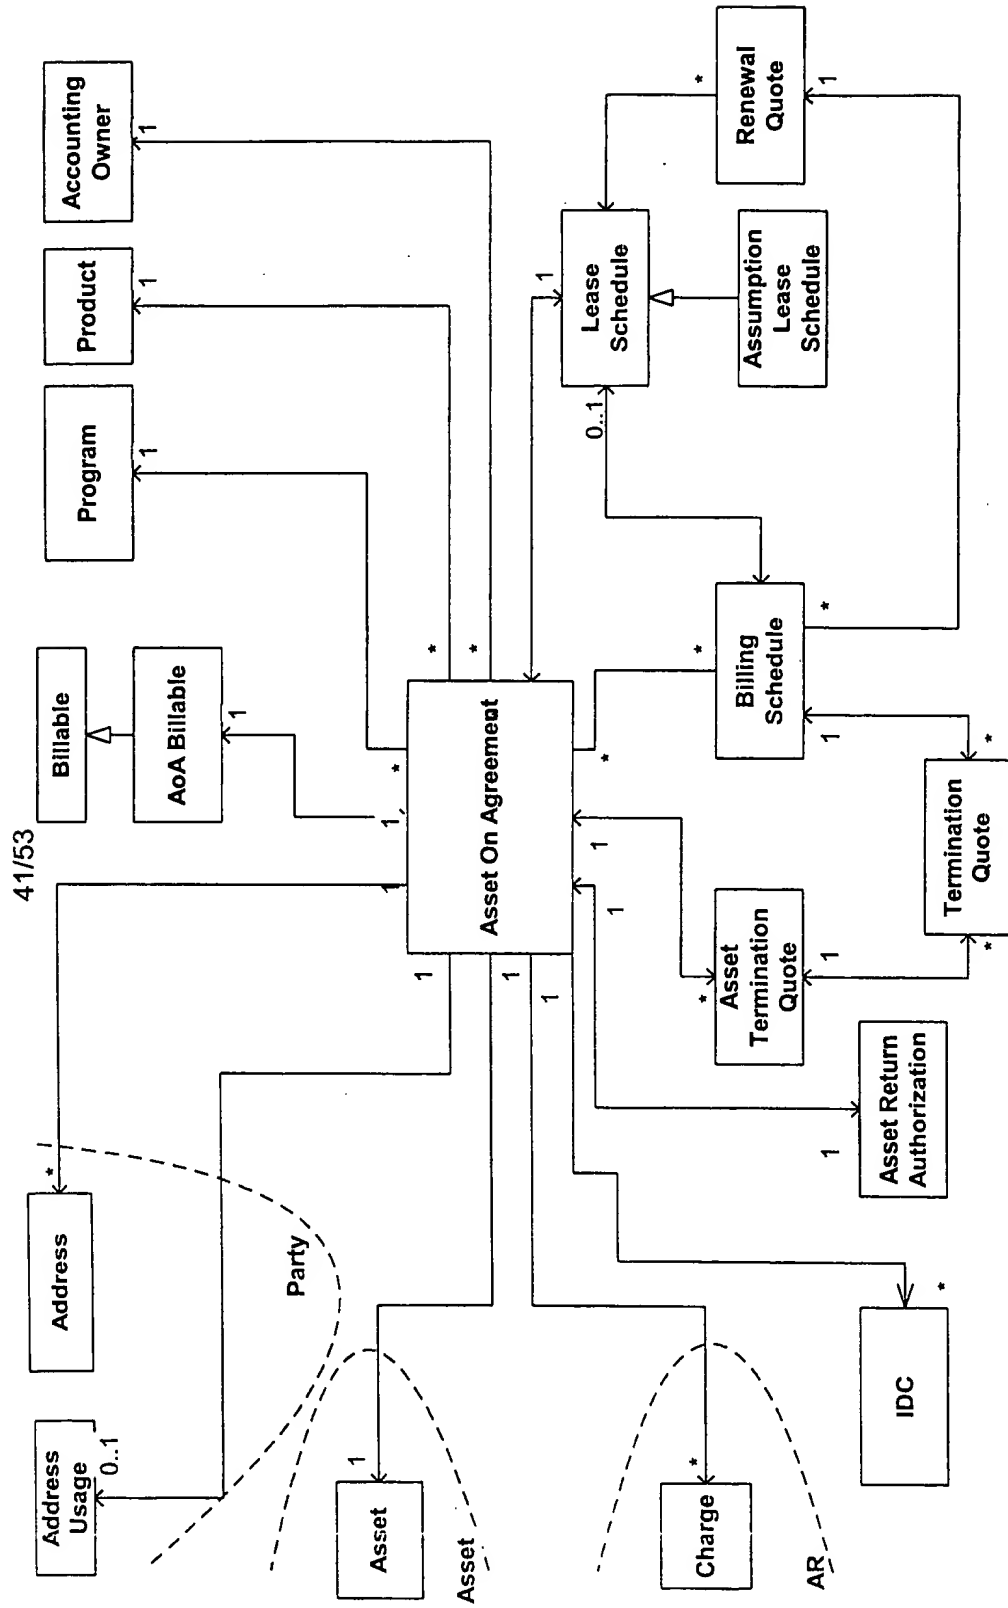 41/53
Address
Usage
0..1
Address
*
Billable
AoA Billable
1
Program
1
Product
1
Accounting
Owner
1
Party
1
1
*
*
*
Asset On Agreement
1
1
1
1
1
*
Asset
1
Asset
Charge
*
AR
IDC
*
Asset Return
Authorization
1
Asset
Termination
Quote
*
1
Termination
Quote
*
*
Billing
Schedule
*
1
*
Lease
Schedule
1
0..1
Assumption
Lease
Schedule
Renewal
Quote
*
1